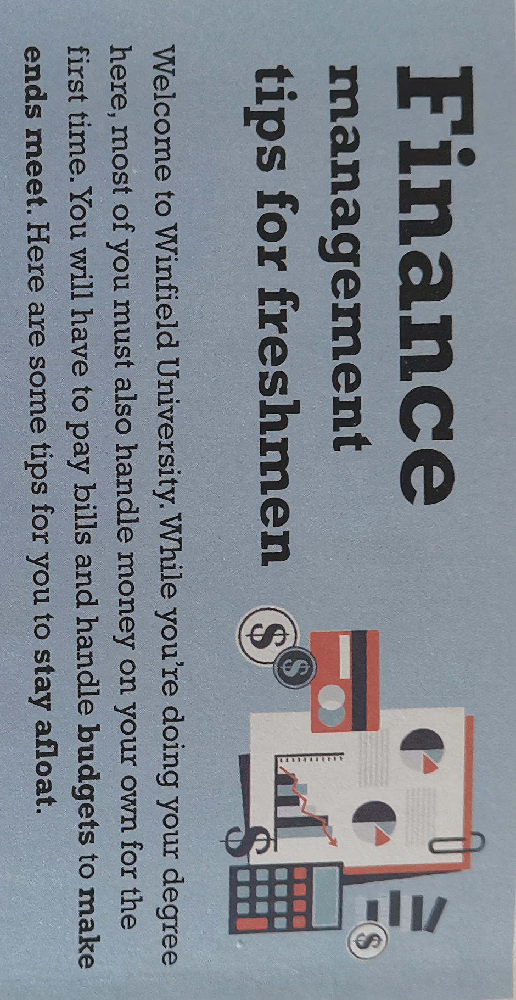 Finance
management
tips for freshmen
Welcome to Winfield University. While you're doing your degree
here, most of you must also handle money on your own for the
first time. You will have to pay bills and handle budgets to make
ends meet. Here are some tips for you to stay afloat.
$
$
$
$